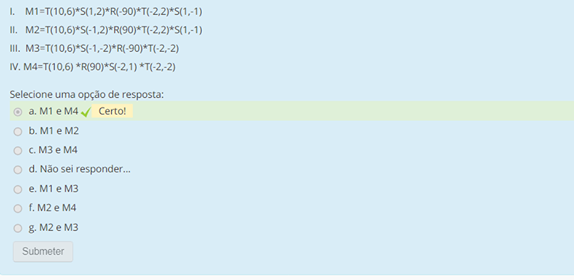 I. M1=T(10,6)*S(1,2)*R(-90)*T(-2,2)*S(1,-1)
II. M2=T(10,6)*S(-1,2)*R(90)*T(-2,2)*S(1,-1)
III. M3=T(10,6)*S(-1,-2)*R(-90)*T(-2,-2)
IV. M4=T(10,6) *R(90)*S(-2,1) *T(-2,-2)
Selecione uma opção de resposta:
a. M1 e M4 Certo!
b. M1 e M2
c. M3 e M4
d. Não sei responder...
e. M1 e M3
f. M2 e M4
g. M2 e M3
Submeter